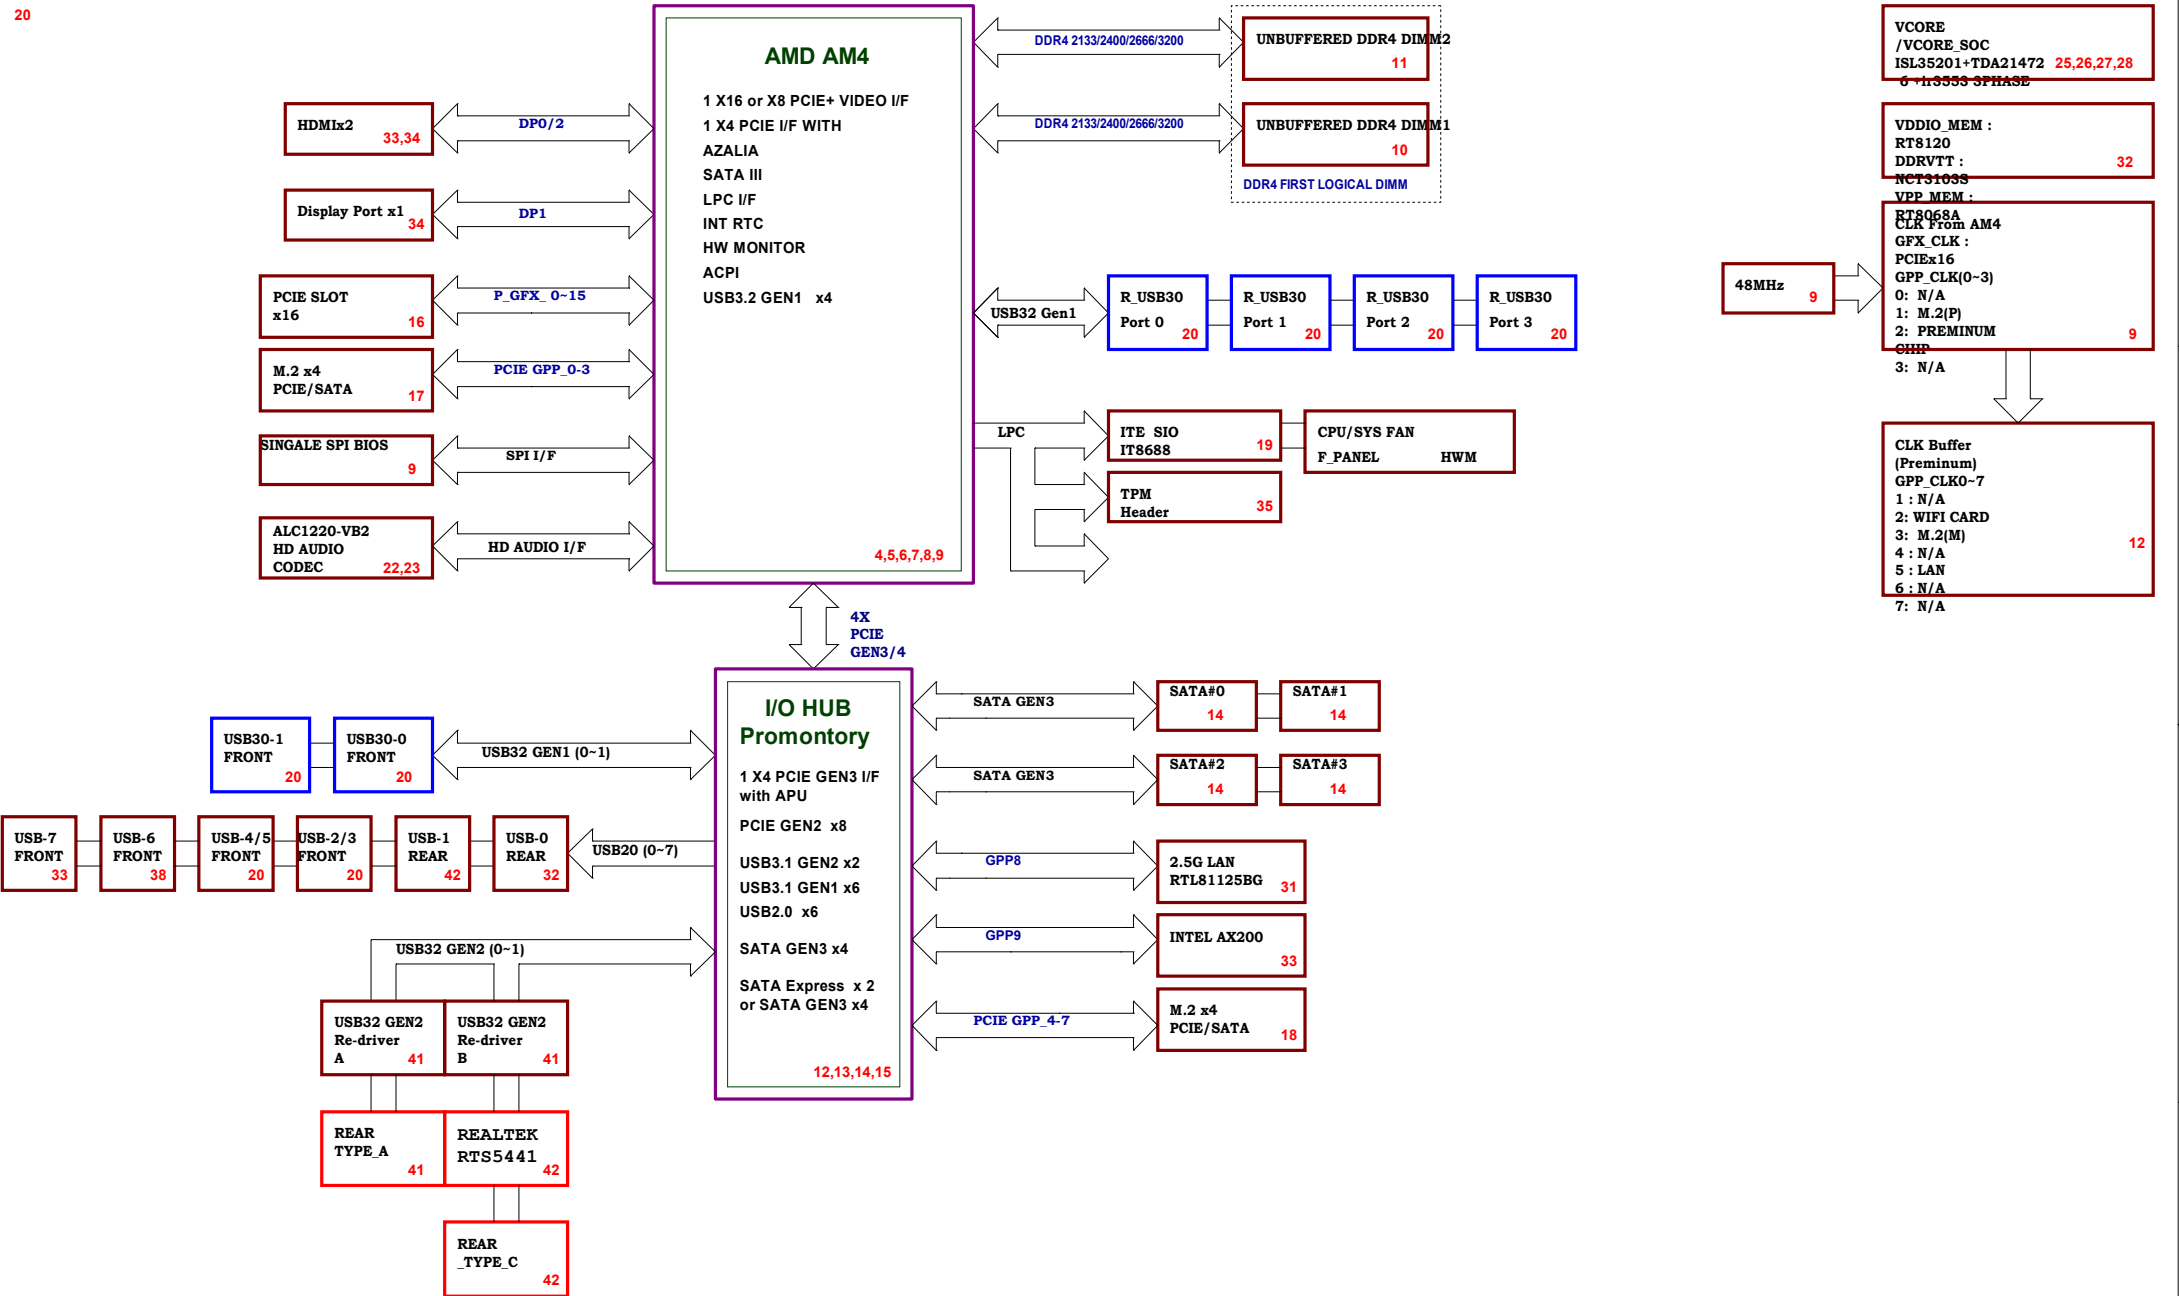 20
AMD AM4
1 X16 or X8 PCIE+ VIDEO I/F
1 X4 PCIE I/F WITH
AZALIA
SATA III
LPC I/F
INT RTC
HW MONITOR
ACPI
USB3.2 GEN1 x4
4,5,6,7,8,9
HDMIx2
33,34
DP0/2
Display Port x1
34
DP1
PCIE SLOT
x16
16
P_GFX_ 0~15
M.2 x4
PCIE/SATA
17
PCIE GPP_0-3
SINGALE SPI BIOS
9
SPI I/F
ALC1220-VB2
HD AUDIO
CODEC
22,23
HD AUDIO I/F
DDR4 2133/2400/2666/3200
UNBUFFERED DDR4 DIMM2
11
DDR4 2133/2400/2666/3200
UNBUFFERED DDR4 DIMM1
10
DDR4 FIRST LOGICAL DIMM
USB32 Gen1
R_USB30
Port 0
20
R_USB30
Port 1
20
R_USB30
Port 2
20
R_USB30
Port 3
20
LPC
ITE SIO
IT8688
19
CPU/SYS FAN
F_PANEL HWM
TPM
Header
35
VCORE
/VCORE_SOC
ISL35201+TDA21472 25,26,27,28
6 +ir3553 3PHASE
VDDIO_MEM :
RT8120
DDRVTT :
32
NCT3103S
VPP_MEM :
RT8068A
CLK From AM4
GFX_CLK :
PCIEx16
GPP_CLK(0~3)
0: N/A
1: M.2(P)
2: PREMINUM
CHIP
3: N/A
9
48MHz
9
CLK Buffer
(Preminum)
GPP_CLK0~7
1 : N/A
2: WIFI CARD
3: M.2(M)
4 : N/A
5 : LAN
6 : N/A
7: N/A
12
4X
PCIE
GEN3/4
I/O HUB
Promontory
1 X4 PCIE GEN3 I/F
with APU
PCIE GEN2 x8
USB3.1 GEN2 x2
USB3.1 GEN1 x6
USB2.0 x6
SATA GEN3 x4
SATA Express x 2
or SATA GEN3 x4
12,13,14,15
USB30-1
FRONT
20
USB30-0
FRONT
20
USB32 GEN1 (0~1)
USB-7
FRONT
33
USB-6
FRONT
38
USB-4/5
FRONT
20
USB-2/3
FRONT
20
USB-1
REAR
42
USB-0
REAR
32
USB20 (0~7)
USB32 GEN2 (0~1)
USB32 GEN2
Re-driver
A
41
USB32 GEN2
Re-driver
B
41
REAR
TYPE_A
41
REALTEK
RTS5441
42
REAR
_TYPE_C
42
SATA GEN3
SATA#0
14
SATA#1
14
SATA GEN3
SATA#2
14
SATA#3
14
GPP8
2.5G LAN
RTL81125BG
31
GPP9
INTEL AX200
33
PCIE GPP_4-7
M.2 x4
PCIE/SATA
18